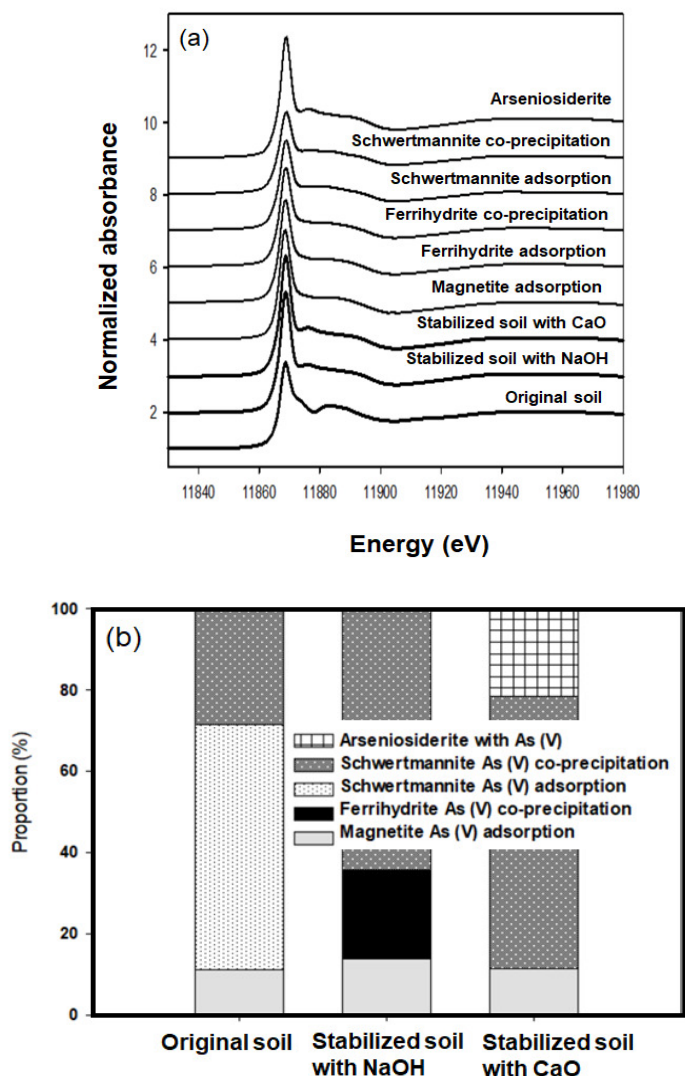 (a)
Normalized absorbance
12
10
8
6
4
2
Arseniosiderite
Schwertmannite co-precipitation
Schwertmannite adsorption
Ferrihydrite co-precipitation
Ferrihydrite adsorption
Magnetite adsorption
Stabilized soil with CaO
Stabilized soil with NaOH
Original soil
11840 11860 11880 11900 11920 11940 11960 11980
Energy (eV)
(b)
Proportion (%)
100
80
60
40
20
0
Arseniosiderite with As (V)
Schwertmannite As (V) co-precipitation
Schwertmannite As (V) adsorption
Ferrihydrite As (V) co-precipitation
Magnetite As (V) adsorption
Original soil
Stabilized soil
with NaOH
Stabilized soil
with CaO